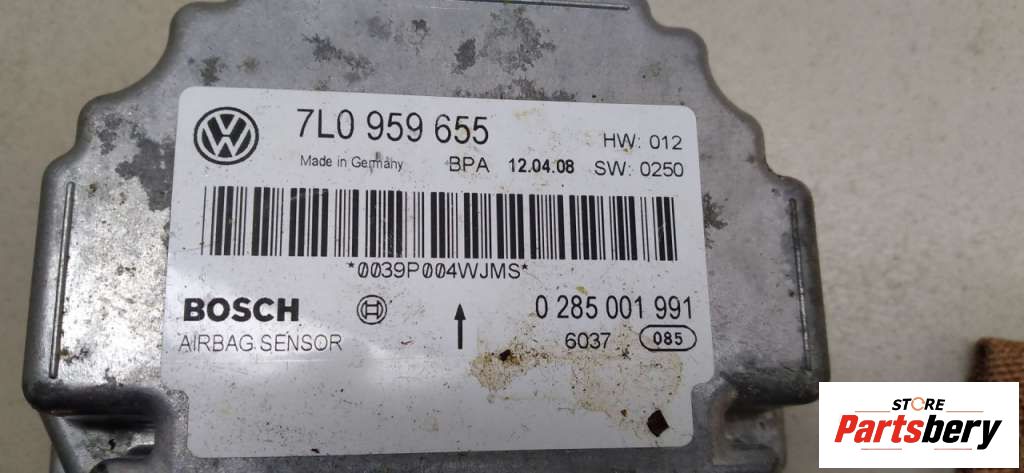 7L0 959 655
HW: 012
Made in Germany
BPA 12.04.08 SW: 0250
*0039P004WJMS*
BOSCH
0 285 001 991
AIRBAG SENSOR
6037 085
STORE
Partsbery